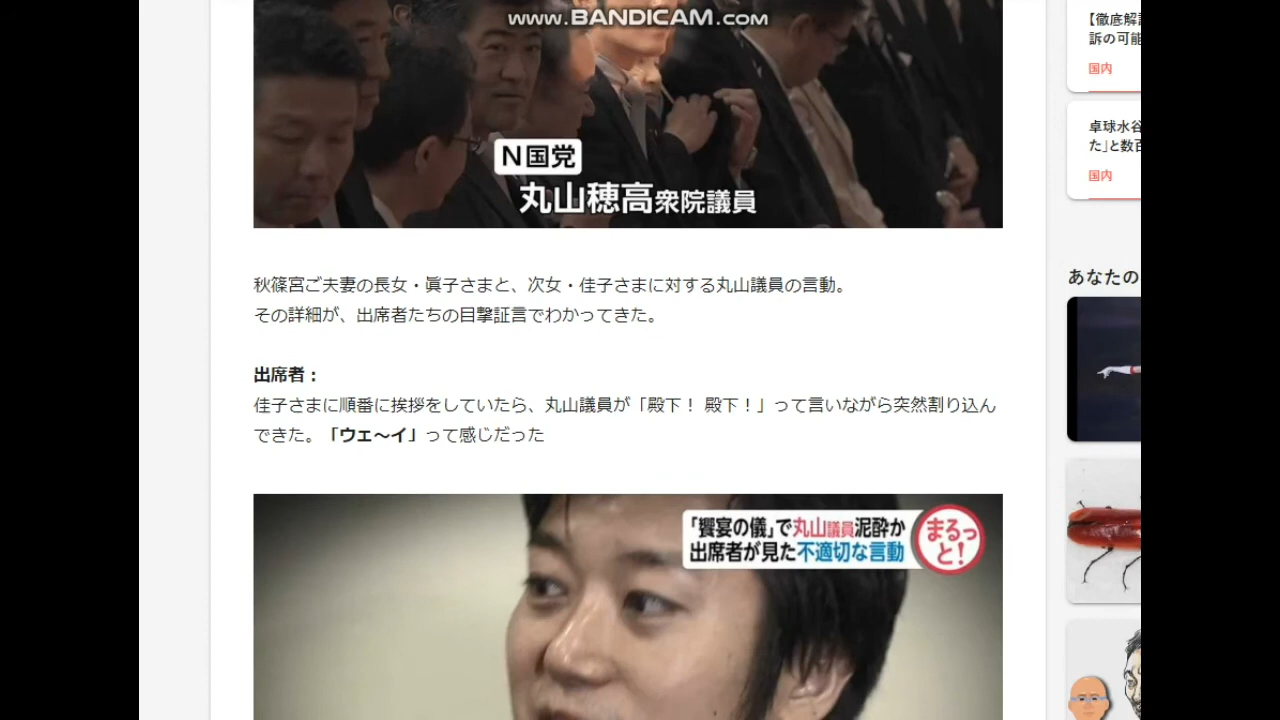 www.BANDICAM.com
N国党
丸山穂高衆院議員
秋篠宮ご夫妻の長女・眞子さまと、次女・佳子さまに対する丸山議員の言動。
その詳細が、出席者たちの目撃証言でわかってきた。
出席者：
佳子さまに順番に挨拶をしていたら、丸山議員が「殿下！ 殿下！」って言いながら突然割り込ん
できた。「ウェ〜イ」って感じだった
「饗宴の儀」で丸山議員泥酔か
出席者が見た不適切な言動
まるっ
と！
【徹底解
訴の可能
国内
卓球水谷
た」と数百
国内
あなたの